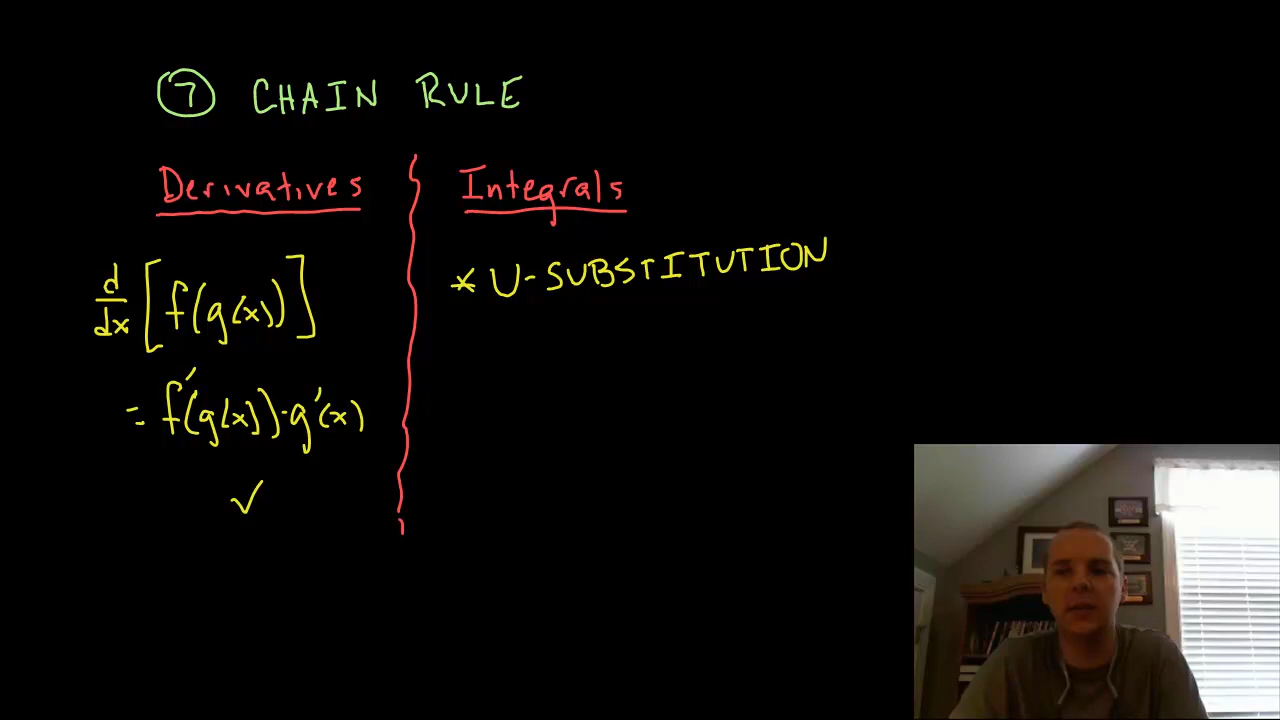 ⑦ CHAIN RULE
Derivatives
d/dx [f(g(x))]
= f'(g(x))·g'(x)
✓
Integrals
* U-SUBSTITUTION